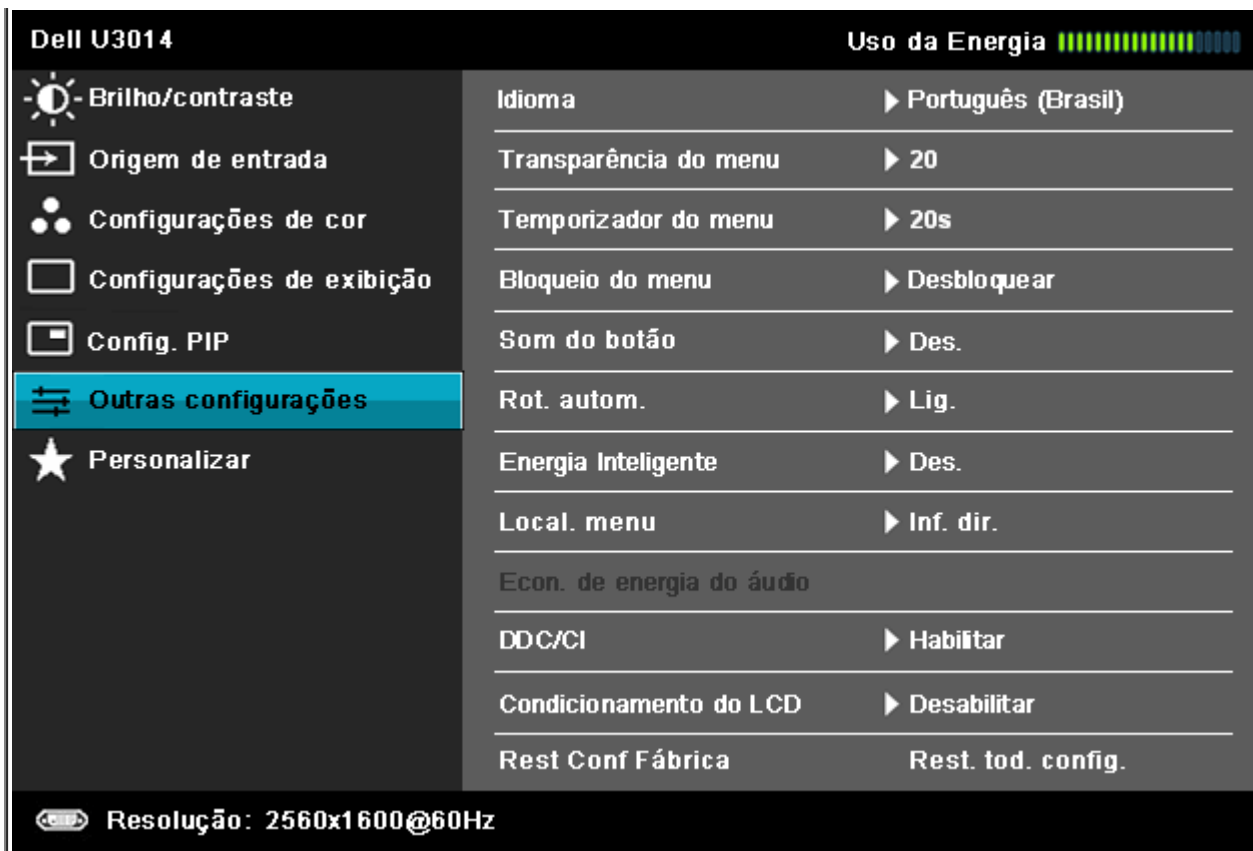 Dell U3014 Uso da Energia
Brilho/contraste
Origem de entrada
Configurações de cor
Configurações de exibição
Config. PIP
Outras configurações
Personalizar
Idioma Português (Brasil)
Transparência do menu 20
Temporizador do menu 20s
Bloqueio do menu Desbloquear
Som do botão Des.
Rot. autom. Lig.
Energia Inteligente Des.
Local. menu Inf. dir.
Econ. de energia do áudio
DDC/CI Habilitar
Condicionamento do LCD Desabilitar
Rest Conf Fábrica Rest. tod. config.
Resolução: 2560x1600@60Hz